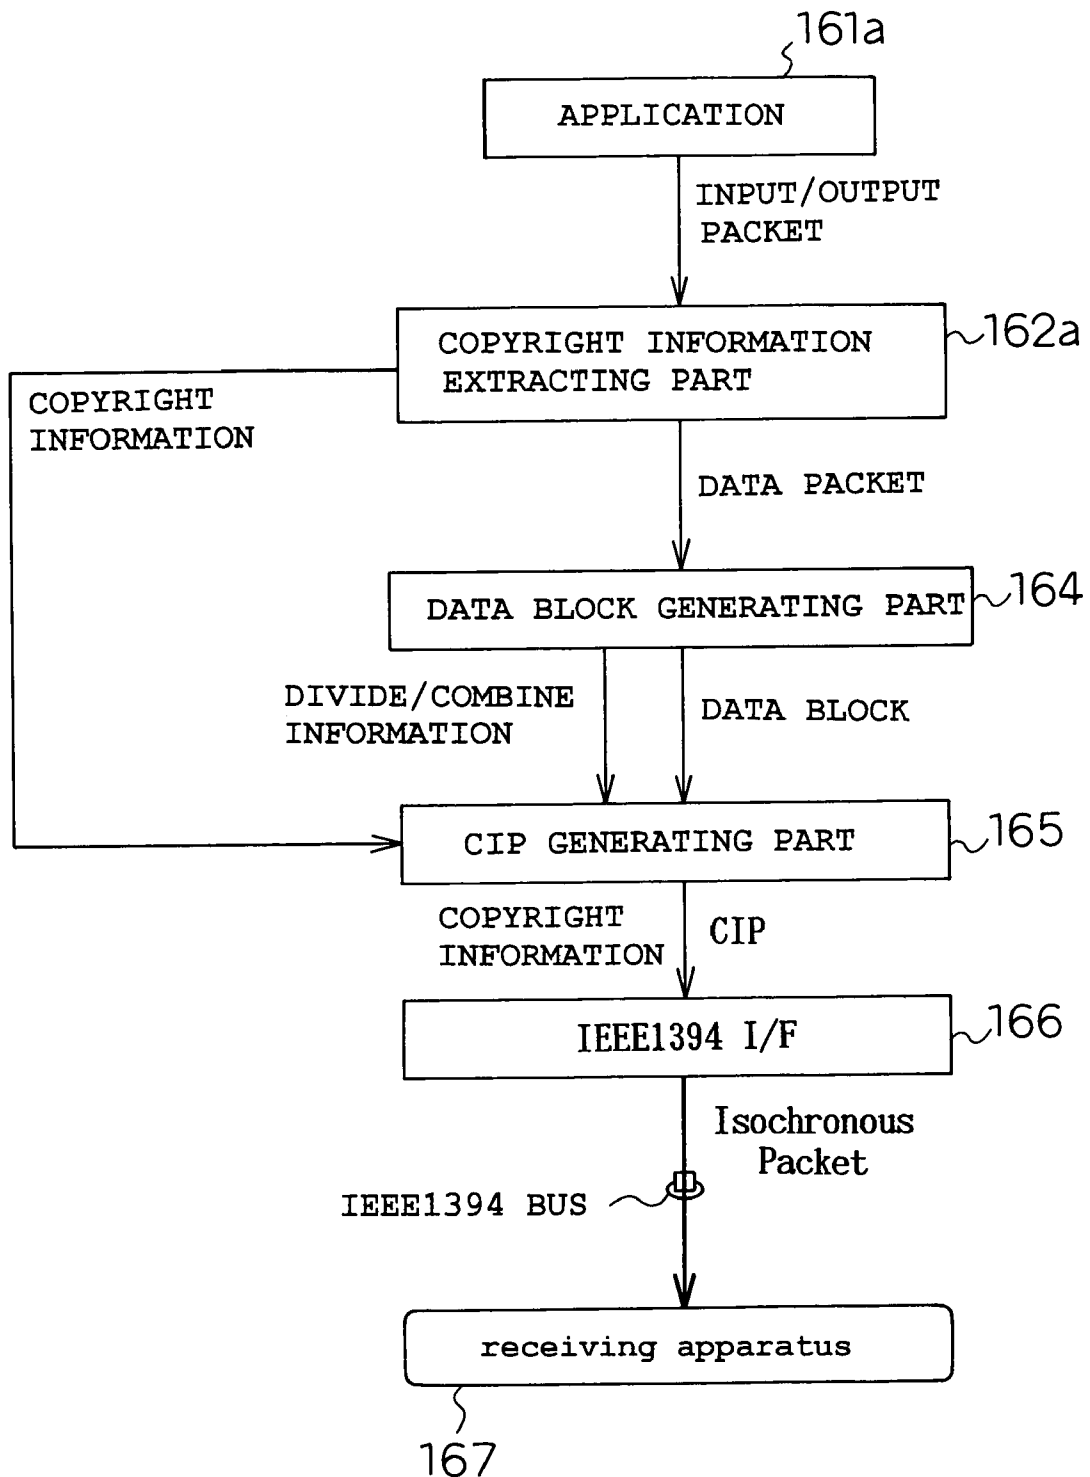 161a
APPLICATION
INPUT/OUTPUT
PACKET
162a
COPYRIGHT INFORMATION
EXTRACTING PART
COPYRIGHT
INFORMATION
DATA PACKET
164
DATA BLOCK GENERATING PART
DIVIDE/COMBINE
INFORMATION
DATA BLOCK
165
CIP GENERATING PART
COPYRIGHT
INFORMATION
CIP
166
IEEE1394 I/F
Isochronous
Packet
IEEE1394 BUS
receiving apparatus
167